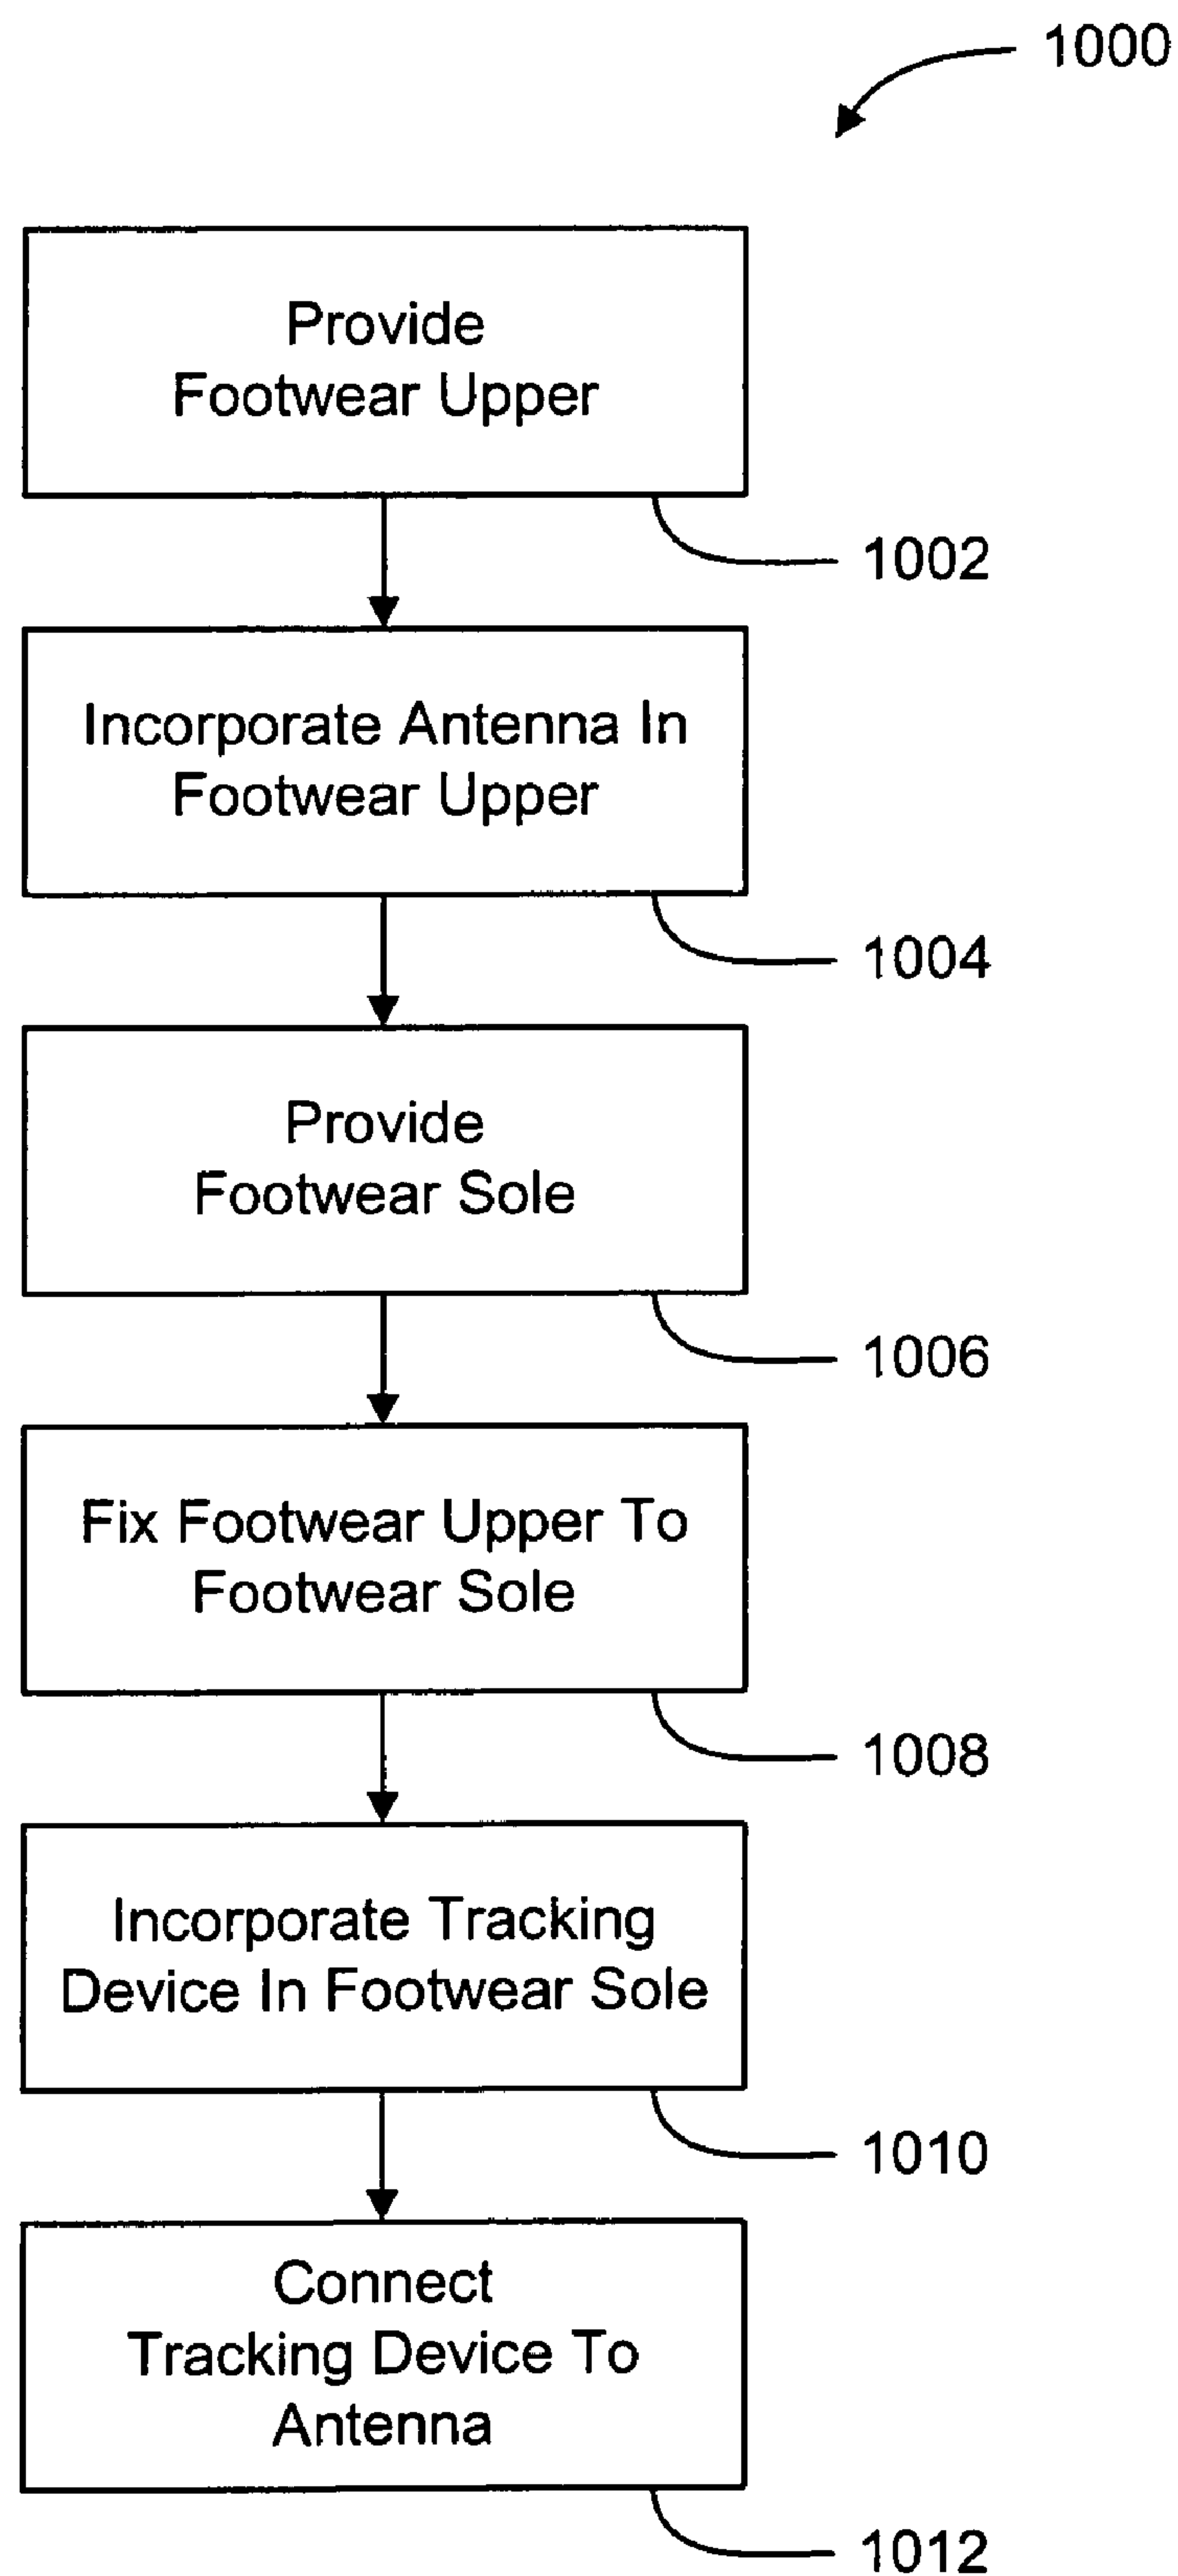 1000
Provide
Footwear Upper
1002
Incorporate Antenna In
Footwear Upper
1004
Provide
Footwear Sole
1006
Fix Footwear Upper To
Footwear Sole
1008
Incorporate Tracking
Device In Footwear Sole
1010
Connect
Tracking Device To
Antenna
1012